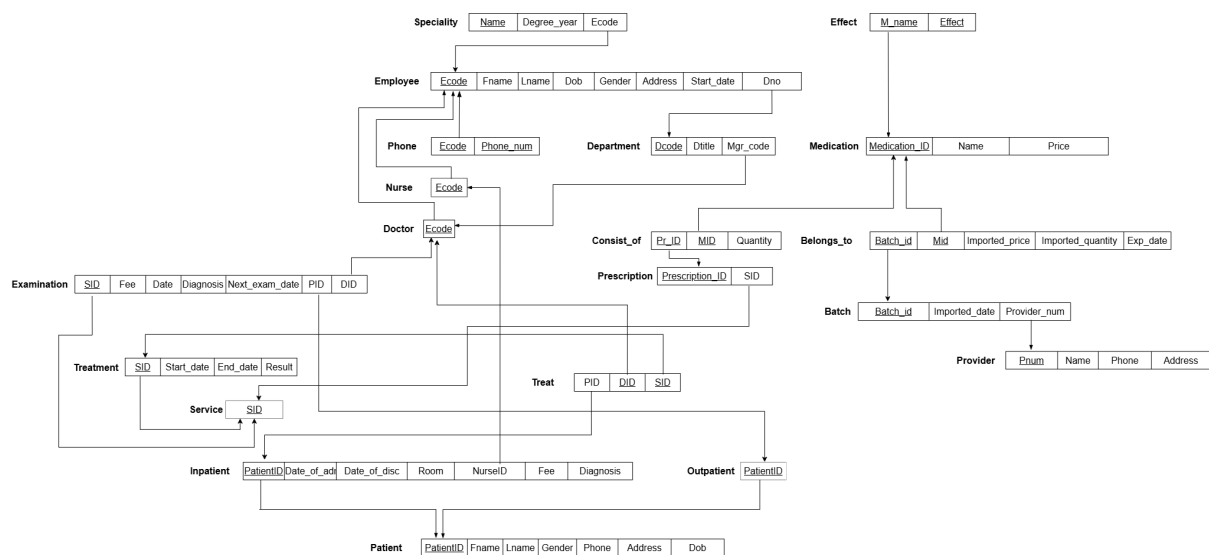 Speciality Name Degree_year Ecode
Effect M_name Effect
Employee Ecode Fname Lname Dob Gender Address Start_date Dno
Phone Ecode Phone_num
Department Dcode Dtitle Mgr_code
Medication Medication_ID Name Price
Nurse Ecode
Doctor Ecode
Consist_of Pr_ID MID Quantity
Belongs_to Batch_id Mid Imported_price Imported_quantity Exp_date
Examination SID Fee Date Diagnosis Next_exam_date PID DID
Prescription Prescription_ID SID
Batch Batch_id Imported_date Provider_num
Treatment SID Start_date End_date Result
Provider Pnum Name Phone Address
Treat PID DID SID
Service SID
Inpatient PatientID Date_of_adr Date_of_disc Room NurseID Fee Diagnosis
Outpatient PatientID
Patient PatientID Fname Lname Gender Phone Address Dob